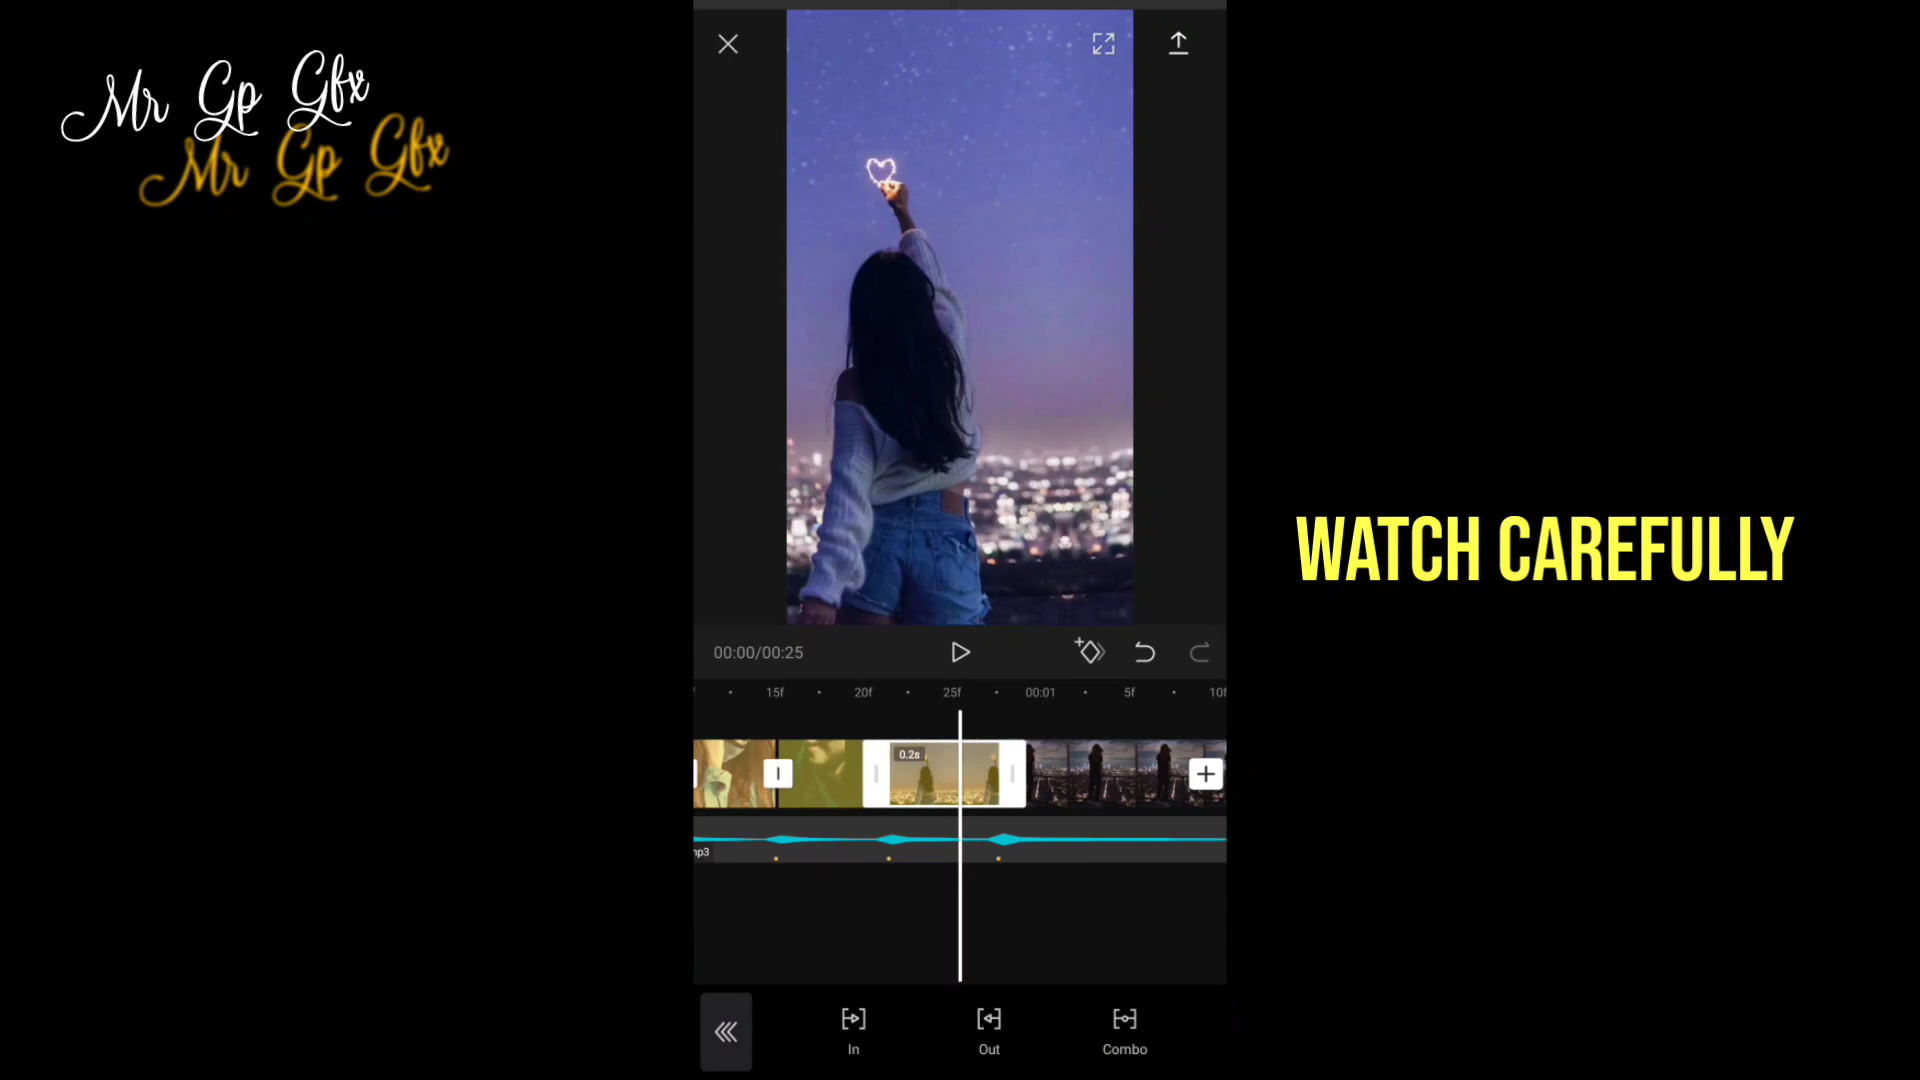 Mr Gp Gfx
Mr Gp Gfx
WATCH CAREFULLY
00:00/00:25
15f
20f
25f
00:01
5f
10f
0.2s
In
Out
Combo